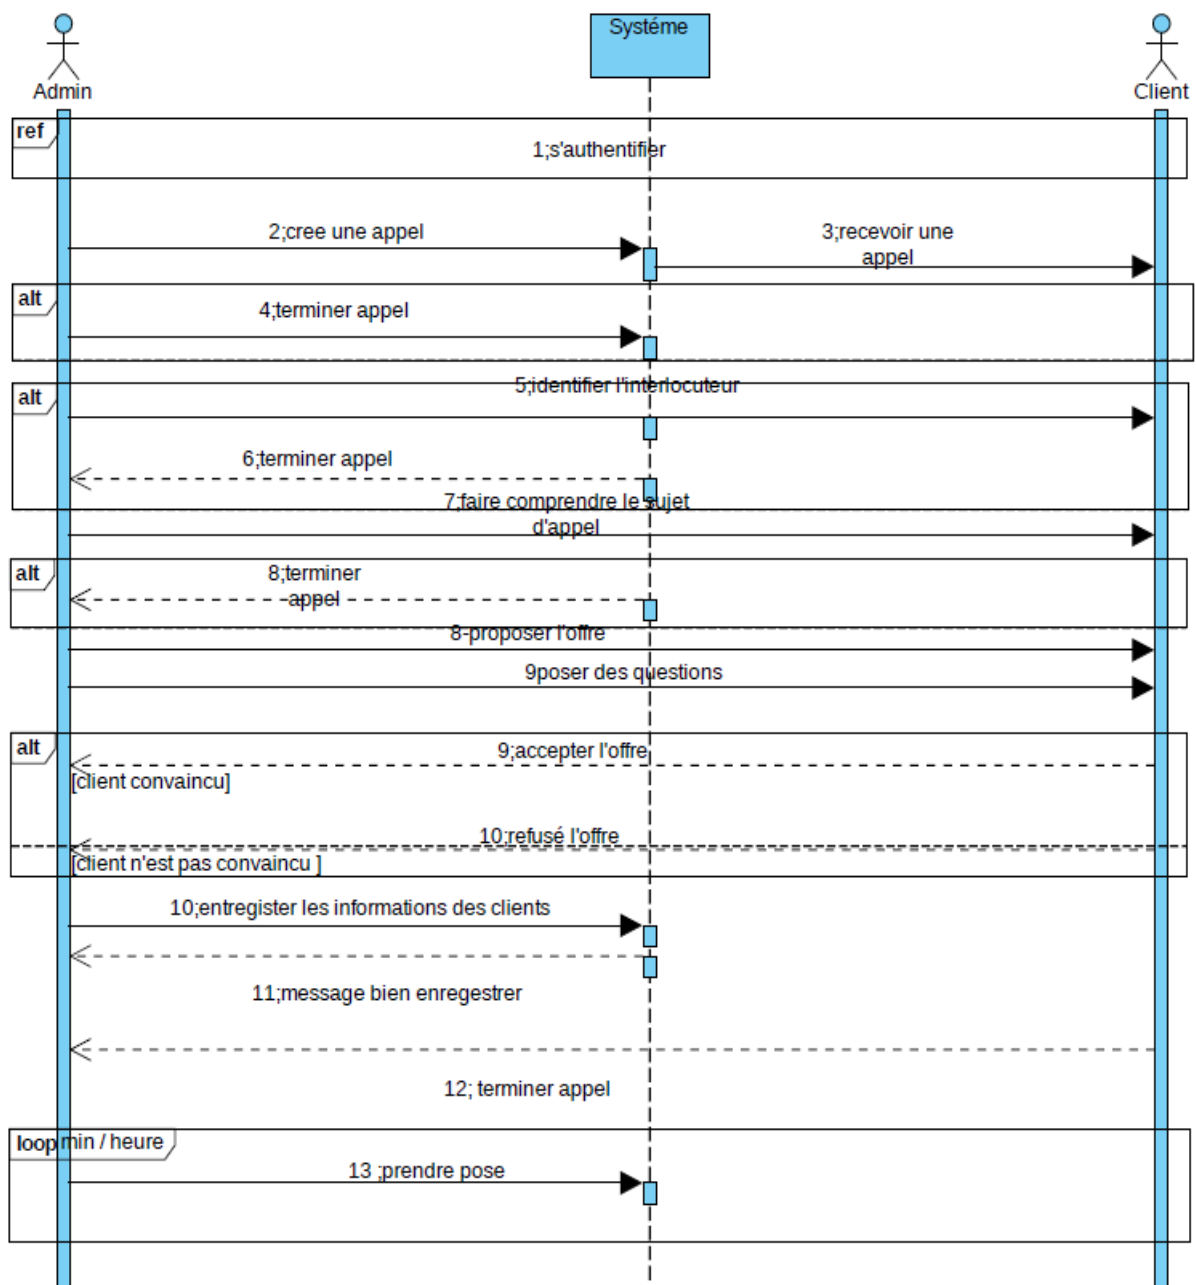 Systéme
Admin
Client
ref
1;s'authentifier
2;cree une appel
3;recevoir une
appel
alt
4;terminer appel
5;identifier l'interlocuteur
alt
6;terminer appel
7;faire comprendre le sujet
d'appel
alt
8;terminer
appel
8-proposer l'offre
9poser des questions
alt
9;accepter l'offre
[client convaincu]
10;refusé l'offre
[client n'est pas convaincu ]
10;entregister les informations des clients
11;message bien enregestrer
12; terminer appel
loop min / heure
13 ;prendre pose